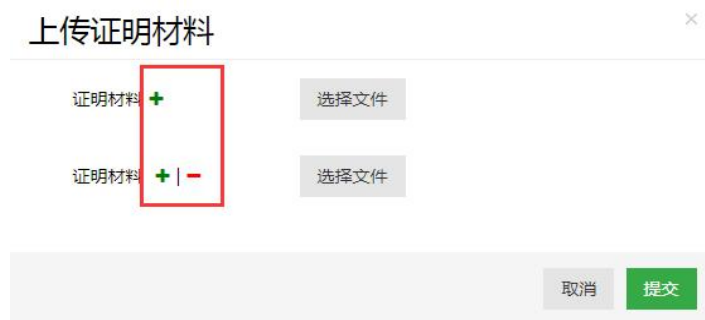 上传证明材料 ×
证明材料 + 选择文件
证明材料 + | − 选择文件
取消 提交